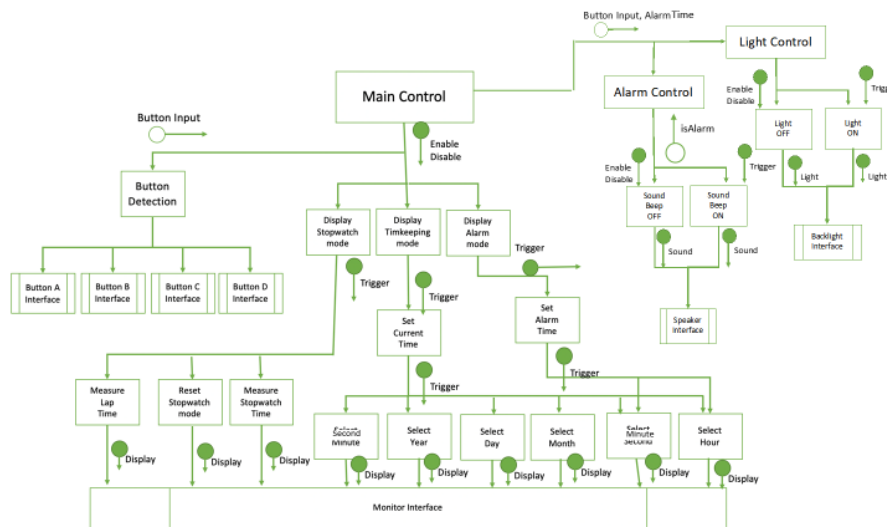 Button Input, AlarmTime
Light Control
Main Control
Alarm Control
Enable
Disable
Light
OFF
Light
ON
Button Input
isAlarm
Enable
Disable
Light
Light
Button
Detection
Enable
Disable
Trigger
Sound
Beep
OFF
Sound
Beep
ON
Display
Stopwatch
mode
Display
Timkeeping
mode
Display
Alarm
mode
Backlight
Interface
Sound
Sound
Trigger
Button A
Interface
Button B
Interface
Button C
Interface
Button D
Interface
Trigger
Trigger
Set
Current
Time
Set
Alarm
Time
Speaker
Interface
Measure
Lap
Time
Reset
Stopwatch
mode
Measure
Stopwatch
Time
Trigger
Trigger
Second
Minute
Select
Year
Select
Day
Select
Month
Select
Minute
Second
Select
Hour
Display
Display
Display
Display
Display
Display
Display
Display
Display
Monitor Interface